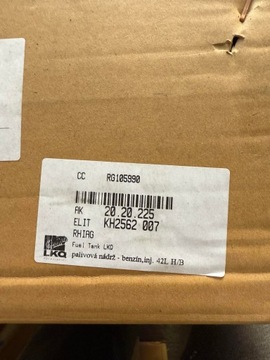 CC RG105990
AK 20.20.225
ELIT KH2562 007
RHIAG
LKQ
Fuel Tank LKQ
palivová nádrž - benzín,inj. 42L H/B